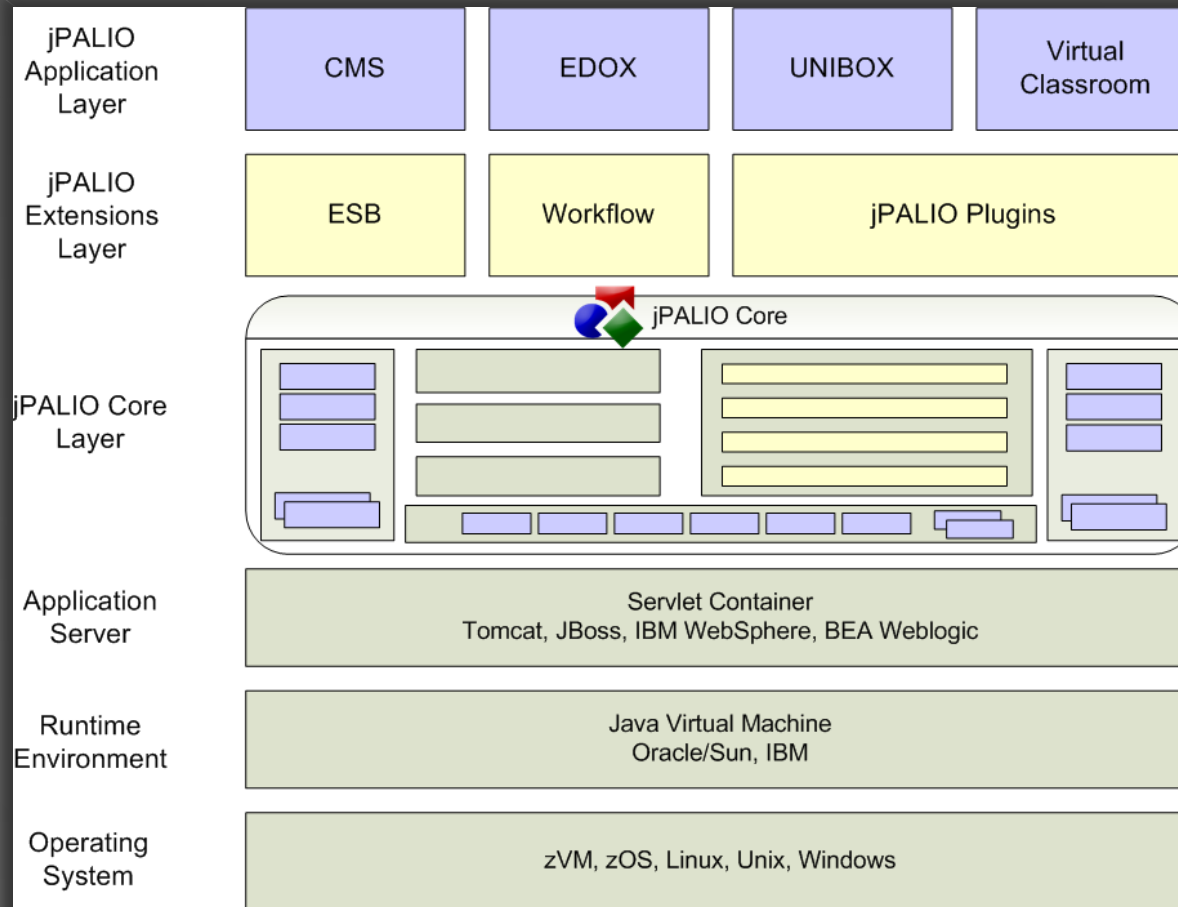 jPALIO
Application
Layer
CMS
EDOX
UNIBOX
Virtual
Classroom
jPALIO
Extensions
Layer
ESB
Workflow
jPALIO Plugins
jPALIO Core
jPALIO Core
Layer
Application
Server
Servlet Container
Tomcat, JBoss, IBM WebSphere, BEA Weblogic
Runtime
Environment
Java Virtual Machine
Oracle/Sun, IBM
Operating
System
zVM, zOS, Linux, Unix, Windows